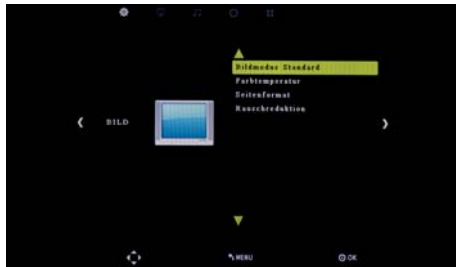 Bildmodus Standard
Farbtemperatur
Seitenformat
Rauschreduktion
BILD
MENU
OK